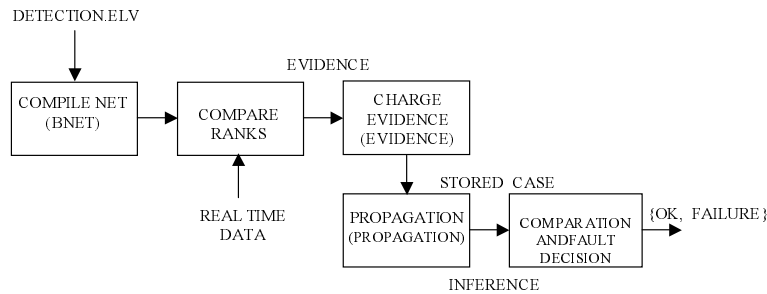 DETECTION.ELV
EVIDENCE
COMPILE NET
(BNET)
COMPARE
RANKS
CHARGE
EVIDENCE
(EVIDENCE)
REAL TIME
DATA
STORED CASE
PROPAGATION
(PROPAGATION)
COMPARATION
ANDFAULT
DECISION
{OK, FAILURE}
INFERENCE